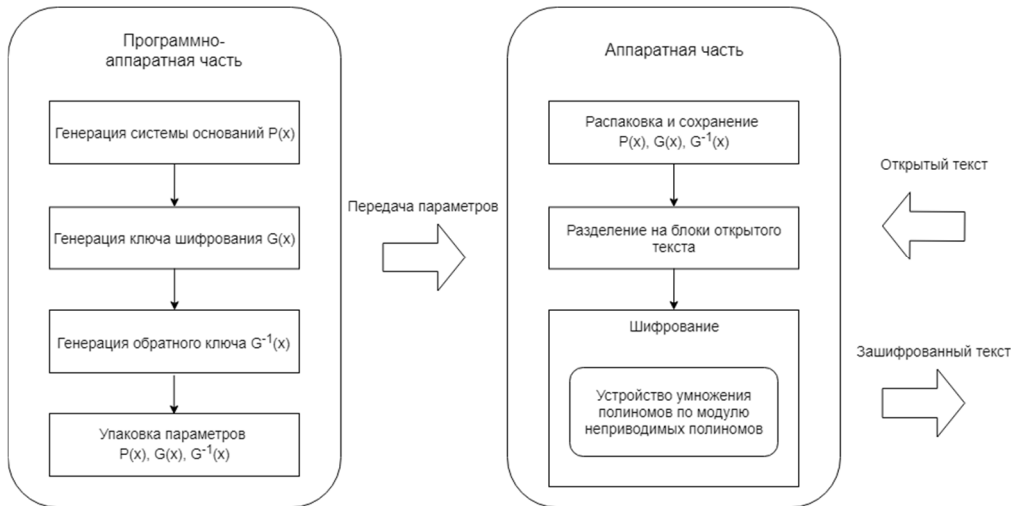 Программно-
аппаратная часть
Генерация системы оснований P(x)
Генерация ключа шифрования G(x)
Генерация обратного ключа G⁻¹(x)
Упаковка параметров
P(x), G(x), G⁻¹(x)
Передача параметров
Аппаратная часть
Распаковка и сохранение
P(x), G(x), G⁻¹(x)
Разделение на блоки открытого
текста
Шифрование
Устройство умножения
полиномов по модулю
неприводимых полиномов
Открытый текст
Зашифрованный текст